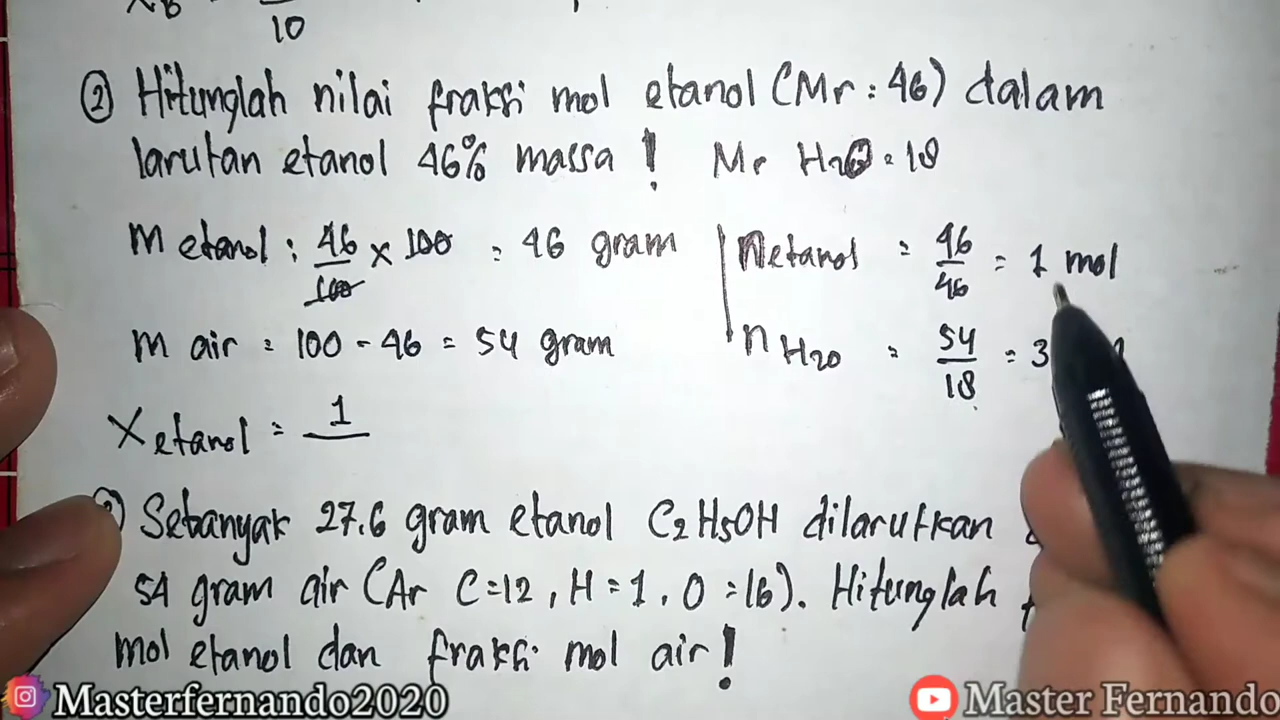 10
② Hitunglah nilai fraksi mol etanol (Mr : 46) dalam
larutan etanol 46% massa ! Mr H2O = 18
m etanol : 46/100 x 100 = 46 gram
m air = 100 - 46 = 54 gram
n etanol = 46/46 = 1 mol
n H2O = 54/18 = 3
X etanol = 1
Sebanyak 27.6 gram etanol C2H5OH dilarutkan
54 gram air (Ar C=12, H=1, O=16). Hitunglah
mol etanol dan fraksi mol air !
Masterfernando2020
Master Fernando